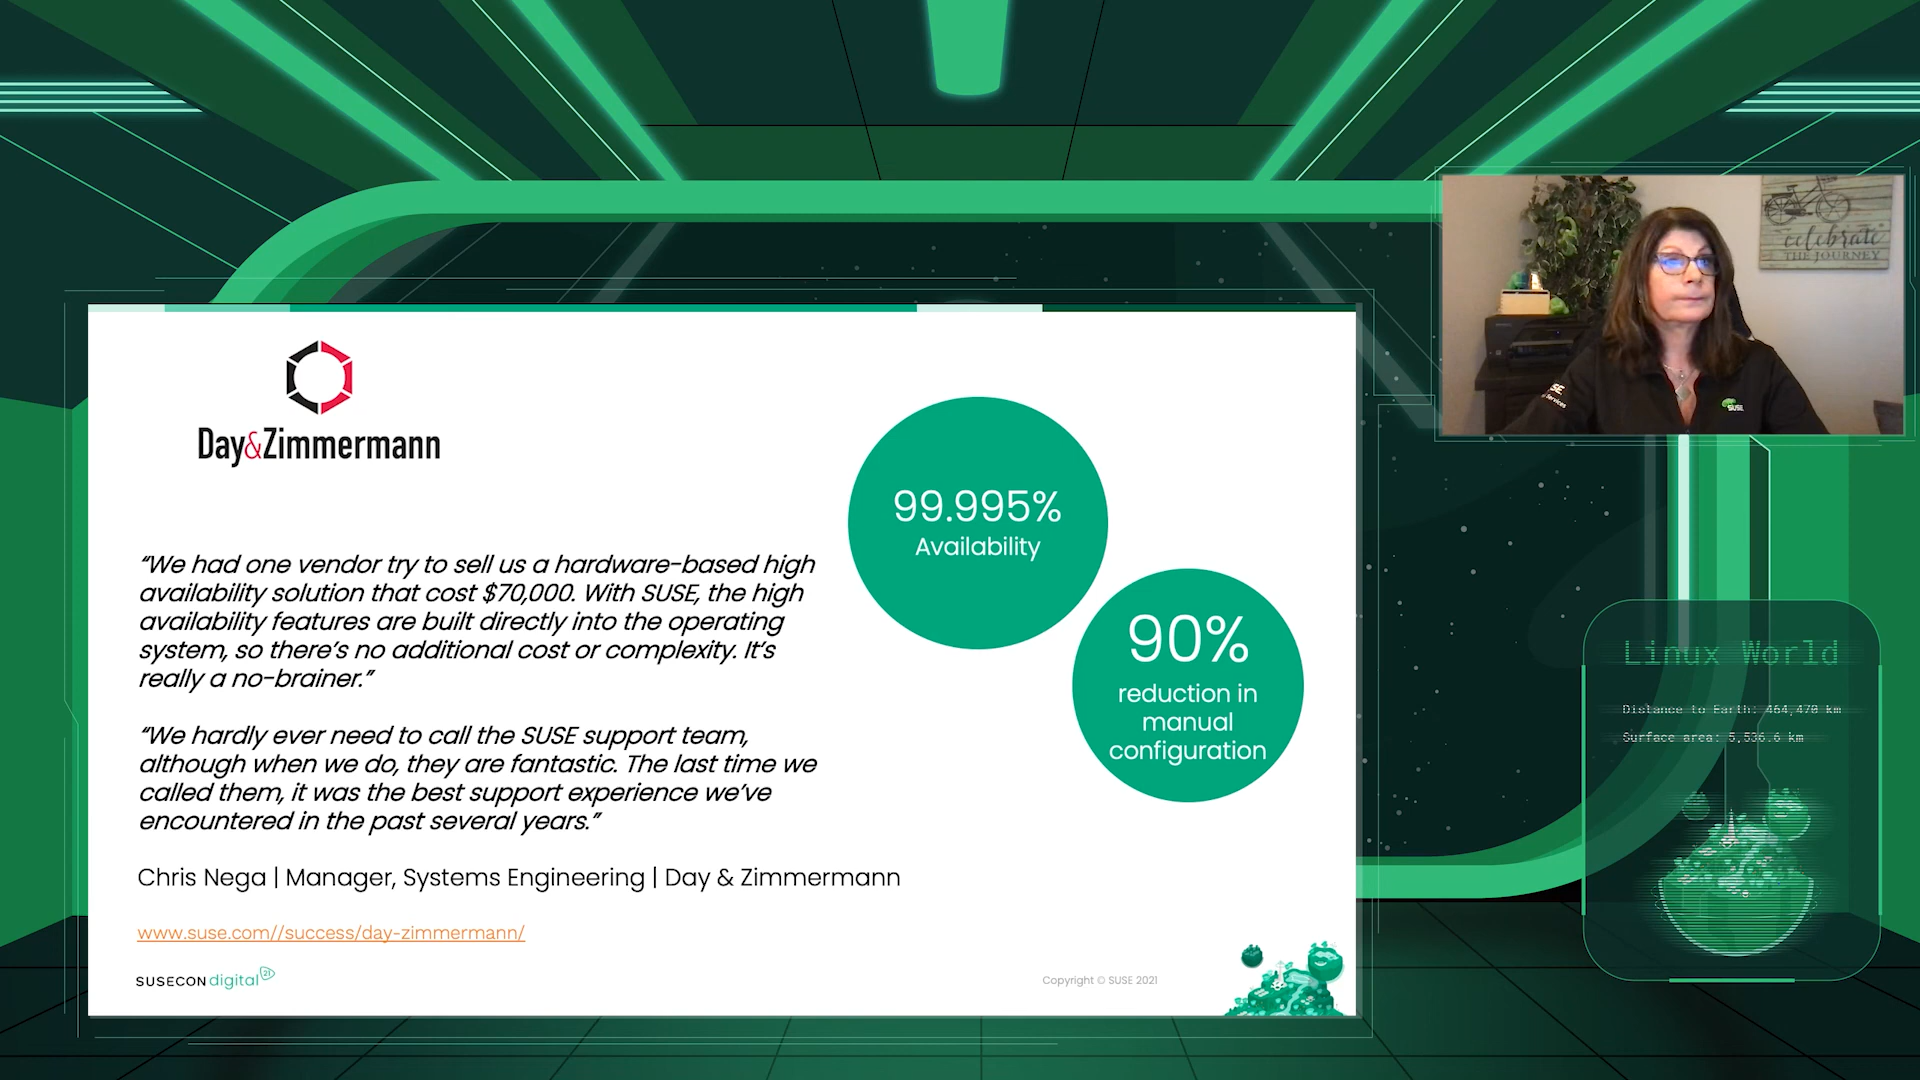 Day&Zimmermann
99.995%
Availability
90%
reduction in
manual
configuration
“We had one vendor try to sell us a hardware-based high
availability solution that cost $70,000. With SUSE, the high
availability features are built directly into the operating
system, so there’s no additional cost or complexity. It’s
really a no-brainer.”
“We hardly ever need to call the SUSE support team,
although when we do, they are fantastic. The last time we
called them, it was the best support experience we’ve
encountered in the past several years.”
Chris Nega | Manager, Systems Engineering | Day & Zimmermann
www.suse.com//success/day-zimmermann/
SUSECON digital 21
Copyright © SUSE 2021
celebrate
THE JOURNEY
SUSE
Services
Linux World
Distance to Earth: 464,470 km
Surface area: 5,536.6 km